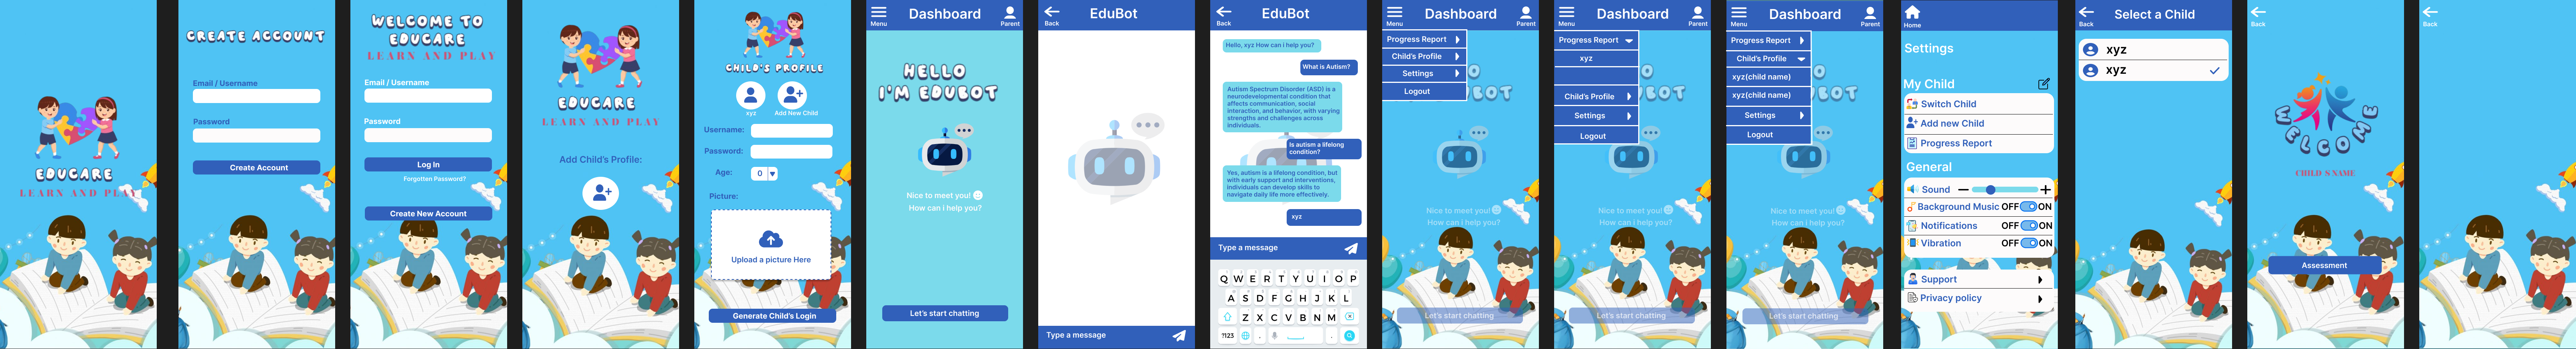 EDUCARE
LEARN AND PLAY
CREATE ACCOUNT
Email / Username
Password
Create Account
WELCOME TO
EDUCARE
LEARN AND PLAY
Email / Username
Password
Log In
Forgotten Password?
Create New Account
EDUCARE
LEARN AND PLAY
Add Child's Profile:
CHILD'S PROFILE
xyz
Add New Child
Username:
Password:
Age:
0
Picture:
Upload a picture Here
Generate Child's Login
Dashboard
Menu
Parent
HELLO
I'M EDUBOT
Nice to meet you!
How can i help you?
Let's start chatting
EduBot
Back
Type a message
EduBot
Back
Hello, xyz How can i help you?
What is Autism?
Autism Spectrum Disorder (ASD) is a
neurodevelopmental condition that
affects communication, social
interaction, and behavior, with varying
strengths and challenges across
individuals.
Is autism a lifelong
condition?
Yes, autism is a lifelong condition, but
with early support and interventions,
individuals can develop skills to
navigate daily life more effectively.
xyz
Type a message
Q W E R T Y U I O P
A S D F G H J K L
Z X C V B N M
?123 , .
Dashboard
Menu
Parent
Progress Report
Child's Profile
Settings
Logout
O
BOT
Nice to meet you!
How can i help you?
Let's start chatting
Dashboard
Menu
Parent
Progress Report
xyz
Child's Profile
Settings
Logout
O
UBOT
Nice to meet you!
How can i help you?
Let's start chatting
Dashboard
Menu
Parent
Progress Report
Child's Profile
xyz(child name)
xyz(child name)
Settings
Logout
O
UBOT
Nice to meet you!
How can i help you?
Let's start chatting
Home
Settings
My Child
Switch Child
Add new Child
Progress Report
General
Sound
Background Music OFF ON
Notifications OFF ON
Vibration OFF ON
Support
Privacy policy
Select a Child
Back
xyz
xyz
Back
WELCOME
CHILD S NAME
Assessment
Back